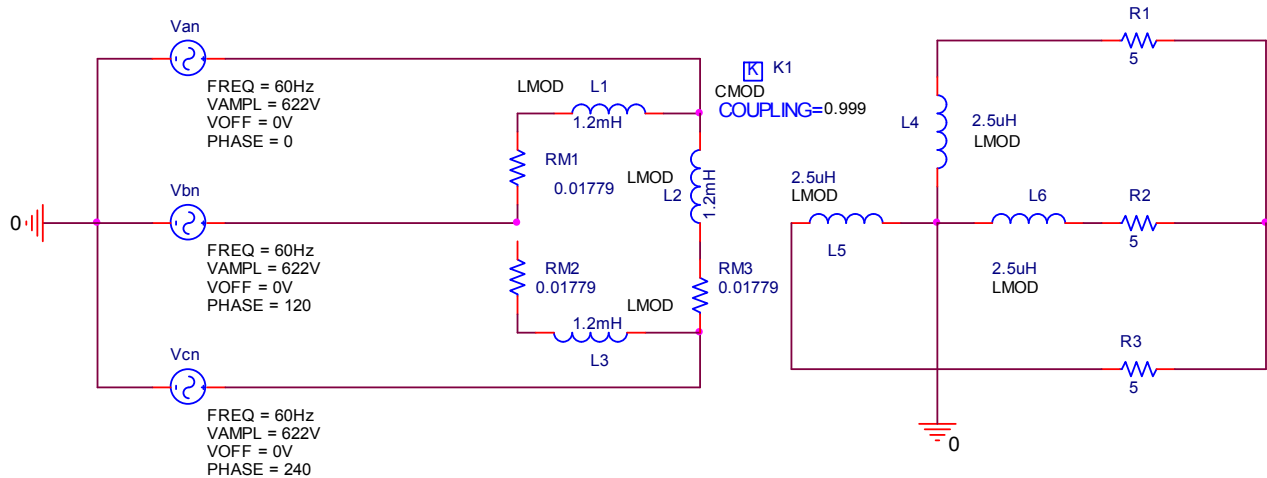 Van
FREQ = 60Hz
VAMPL = 622V
VOFF = 0V
PHASE = 0
0
Vbn
FREQ = 60Hz
VAMPL = 622V
VOFF = 0V
PHASE = 120
Vcn
FREQ = 60Hz
VAMPL = 622V
VOFF = 0V
PHASE = 240
LMOD
L1
1.2mH
RM1
0.01779
LMOD
L2
1.2mH
RM2
0.01779
RM3
0.01779
LMOD
1.2mH
L3
K
K1
CMOD
COUPLING=0.999
R1
5
L4
2.5uH
LMOD
2.5uH
LMOD
L5
L6
2.5uH
LMOD
R2
5
R3
5
0